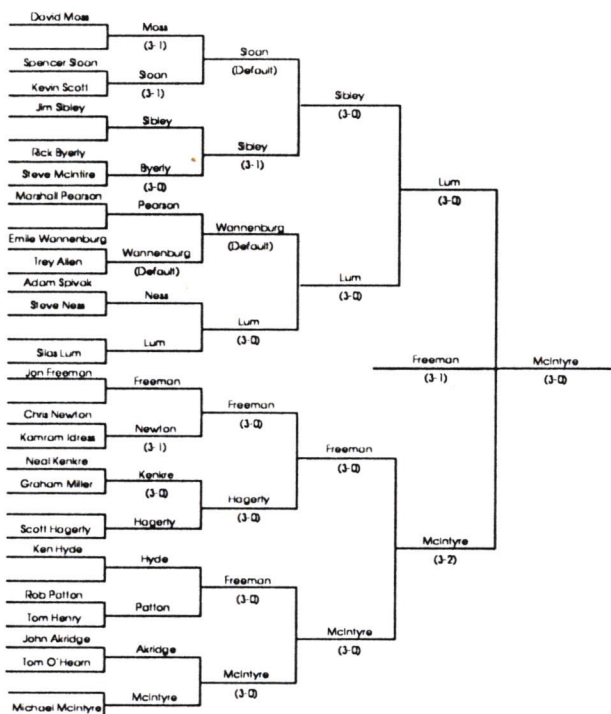 David Moss
Moss
(3-1)
Sloan
(Default)
Spencer Sloan
Sloan
(3-1)
Kevin Scott
Sibley
(3-0)
Jim Sibley
Sibley
Sibley
(3-1)
Rick Byerly
Byerly
(3-0)
Steve McIntire
Lum
(3-0)
Marshall Pearson
Pearson
Wannenburg
(Default)
Emile Wannenburg
Wannenburg
(Default)
Trey Allen
Lum
(3-0)
Adam Spivak
Ness
Steve Ness
Lum
(3-0)
Lum
Silas Lum
Freeman
(3-1)
McIntyre
(3-0)
Jon Freeman
Freeman
Freeman
(3-0)
Chris Newton
Newton
(3-1)
Kamram Idress
Freeman
(3-0)
Neal Kenkre
Kenkre
(3-0)
Graham Miller
Hagerty
(3-0)
Hagerty
Scott Hagerty
McIntyre
(3-2)
Ken Hyde
Hyde
Freeman
(3-0)
Rob Patton
Patton
Tom Henry
McIntyre
(3-0)
John Akridge
Akridge
Tom O'Hearn
McIntyre
(3-0)
McIntyre
Michael McIntyre